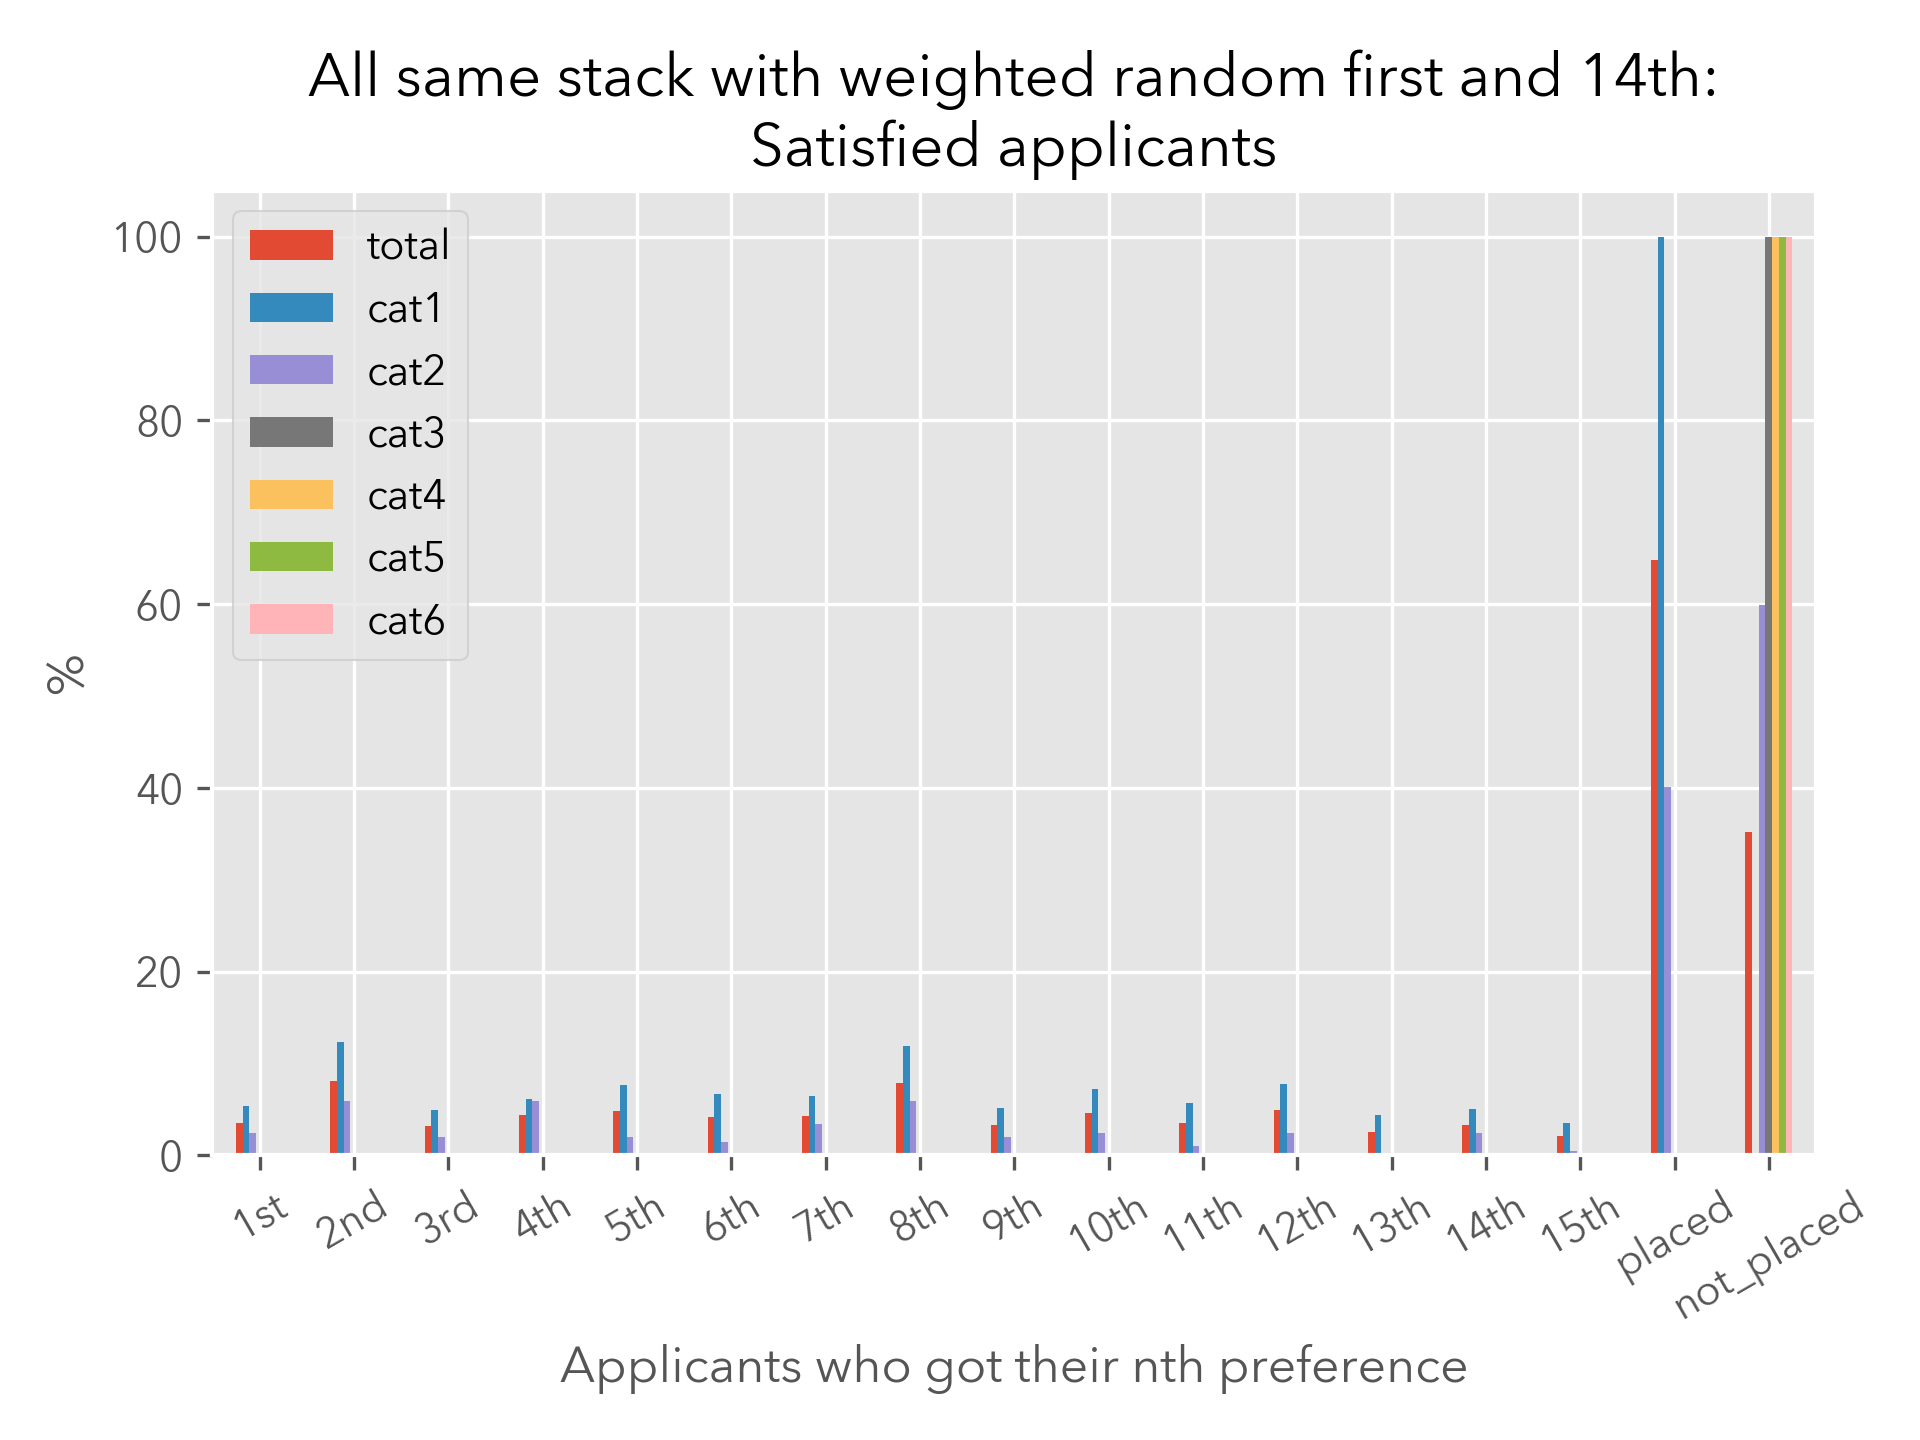 All same stack with weighted random first and 14th:
Satisfied applicants
100
80
60
40
20
0
%
total
cat1
cat2
cat3
cat4
cat5
cat6
1st
2nd
3rd
4th
5th
6th
7th
8th
9th
10th
11th
12th
13th
14th
15th
placed
not_placed
Applicants who got their nth preference